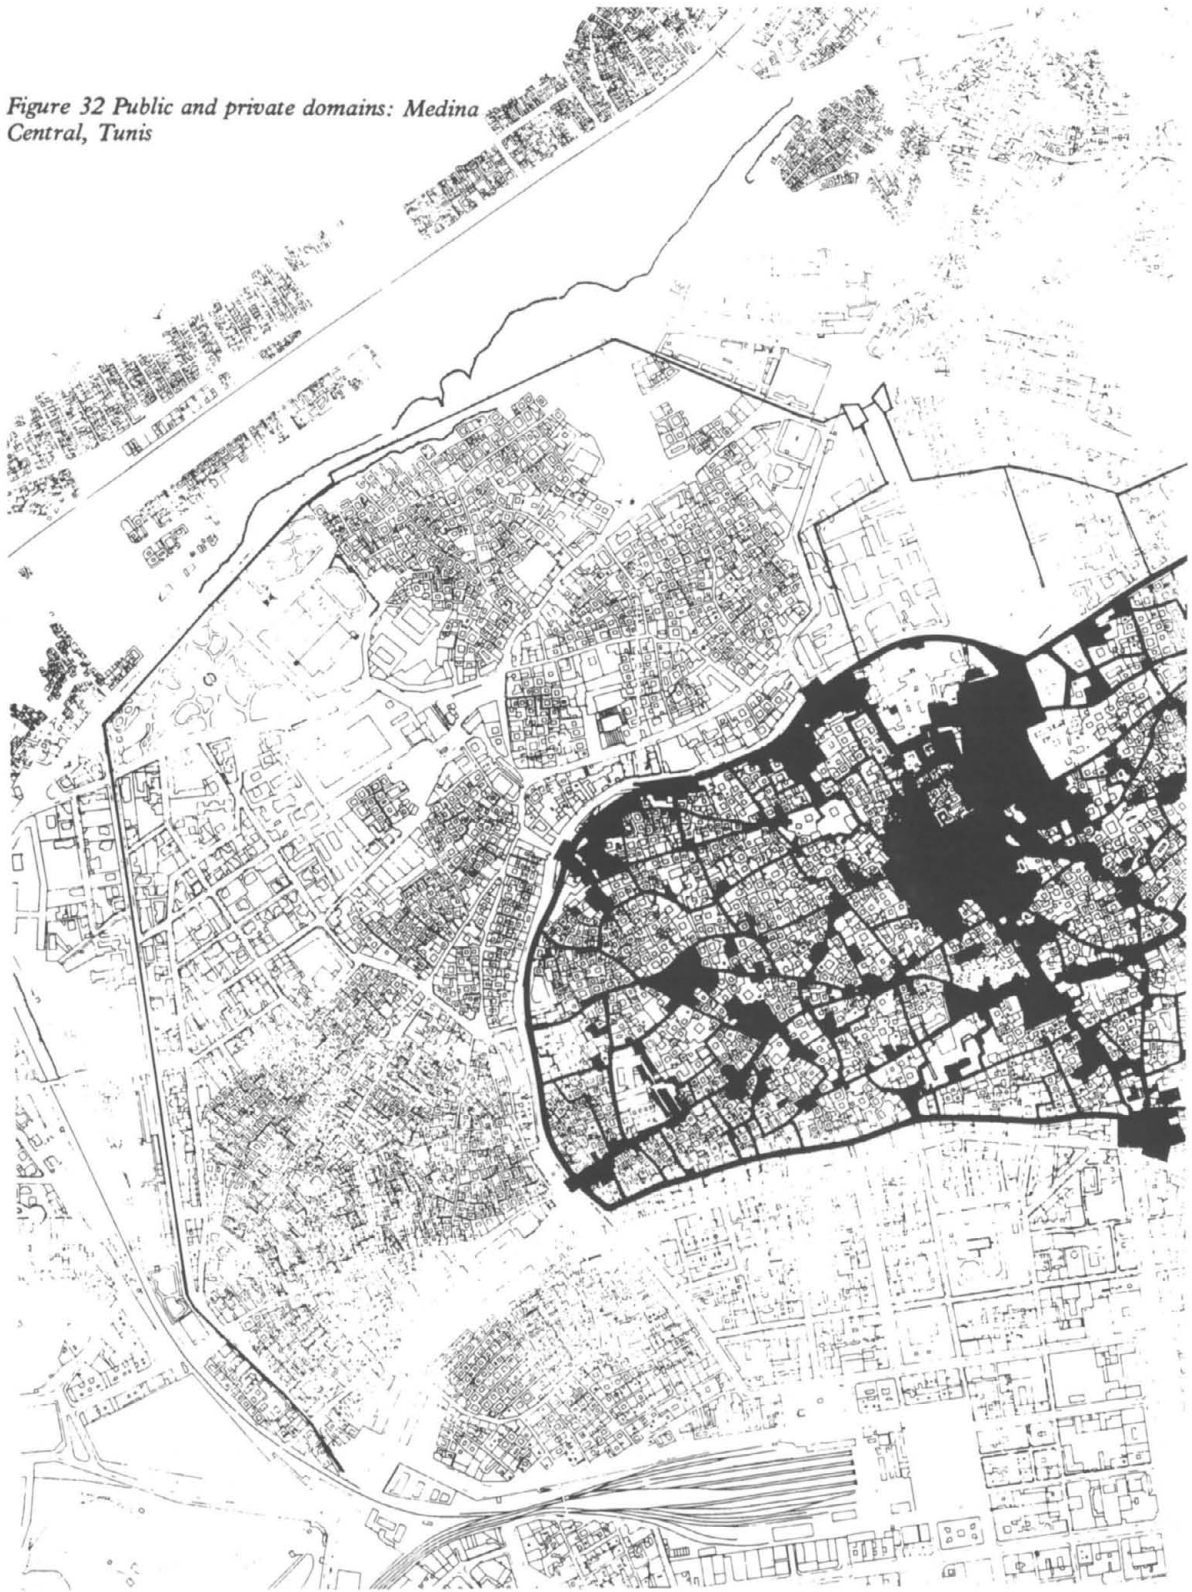 Figure 32 Public and private domains: Medina
Central, Tunis